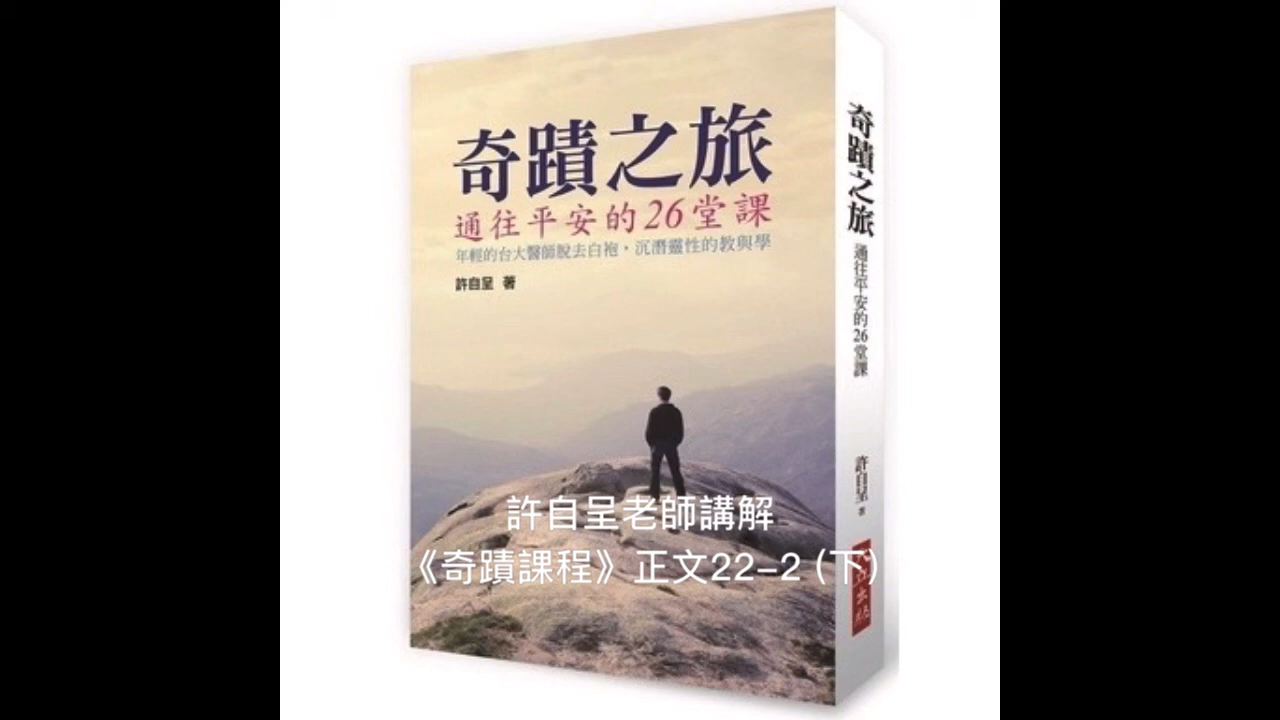 奇蹟之旅
通往平安的26堂課
年輕的台大醫師脫去白袍，沉潛靈性的教與學
許自呈 著
奇蹟之旅
通往平安的26堂課
許自呈 著
許自呈老師講解
《奇蹟課程》正文22-2 (下)